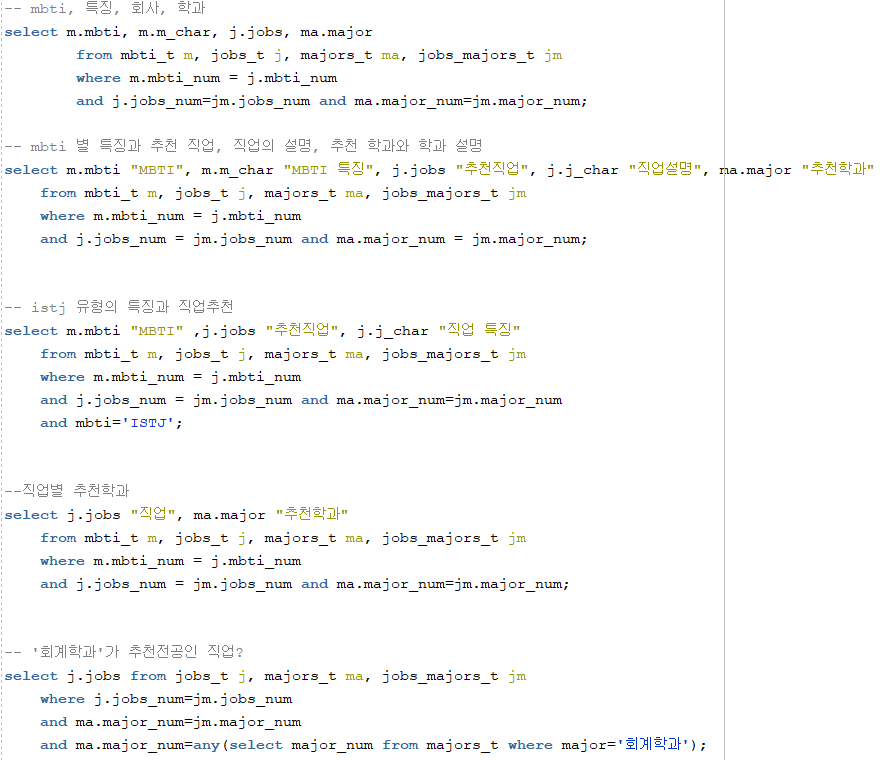 -- mbti, 특징, 회사, 학과
select m.mbti, m.m_char, j.jobs, ma.major
from mbti_t m, jobs_t j, majors_t ma, jobs_majors_t jm
where m.mbti_num = j.mbti_num
and j.jobs_num=jm.jobs_num and ma.major_num=jm.major_num;
-- mbti 별 특징과 추천 직업, 직업의 설명, 추천 학과와 학과 설명
select m.mbti "MBTI", m.m_char "MBTI 특징", j.jobs "추천직업", j.j_char "직업설명", ma.major "추천학과"
from mbti_t m, jobs_t j, majors_t ma, jobs_majors_t jm
where m.mbti_num = j.mbti_num
and j.jobs_num = jm.jobs_num and ma.major_num = jm.major_num;
-- istj 유형의 특징과 직업추천
select m.mbti "MBTI" ,j.jobs "추천직업", j.j_char "직업 특징"
from mbti_t m, jobs_t j, majors_t ma, jobs_majors_t jm
where m.mbti_num = j.mbti_num
and j.jobs_num = jm.jobs_num and ma.major_num=jm.major_num
and mbti='ISTJ';
--직업별 추천학과
select j.jobs "직업", ma.major "추천학과"
from mbti_t m, jobs_t j, majors_t ma, jobs_majors_t jm
where m.mbti_num = j.mbti_num
and j.jobs_num = jm.jobs_num and ma.major_num=jm.major_num;
-- '회계학과'가 추천전공인 직업?
select j.jobs from jobs_t j, majors_t ma, jobs_majors_t jm
where j.jobs_num=jm.jobs_num
and ma.major_num=jm.major_num
and ma.major_num=any(select major_num from majors_t where major='회계학과');